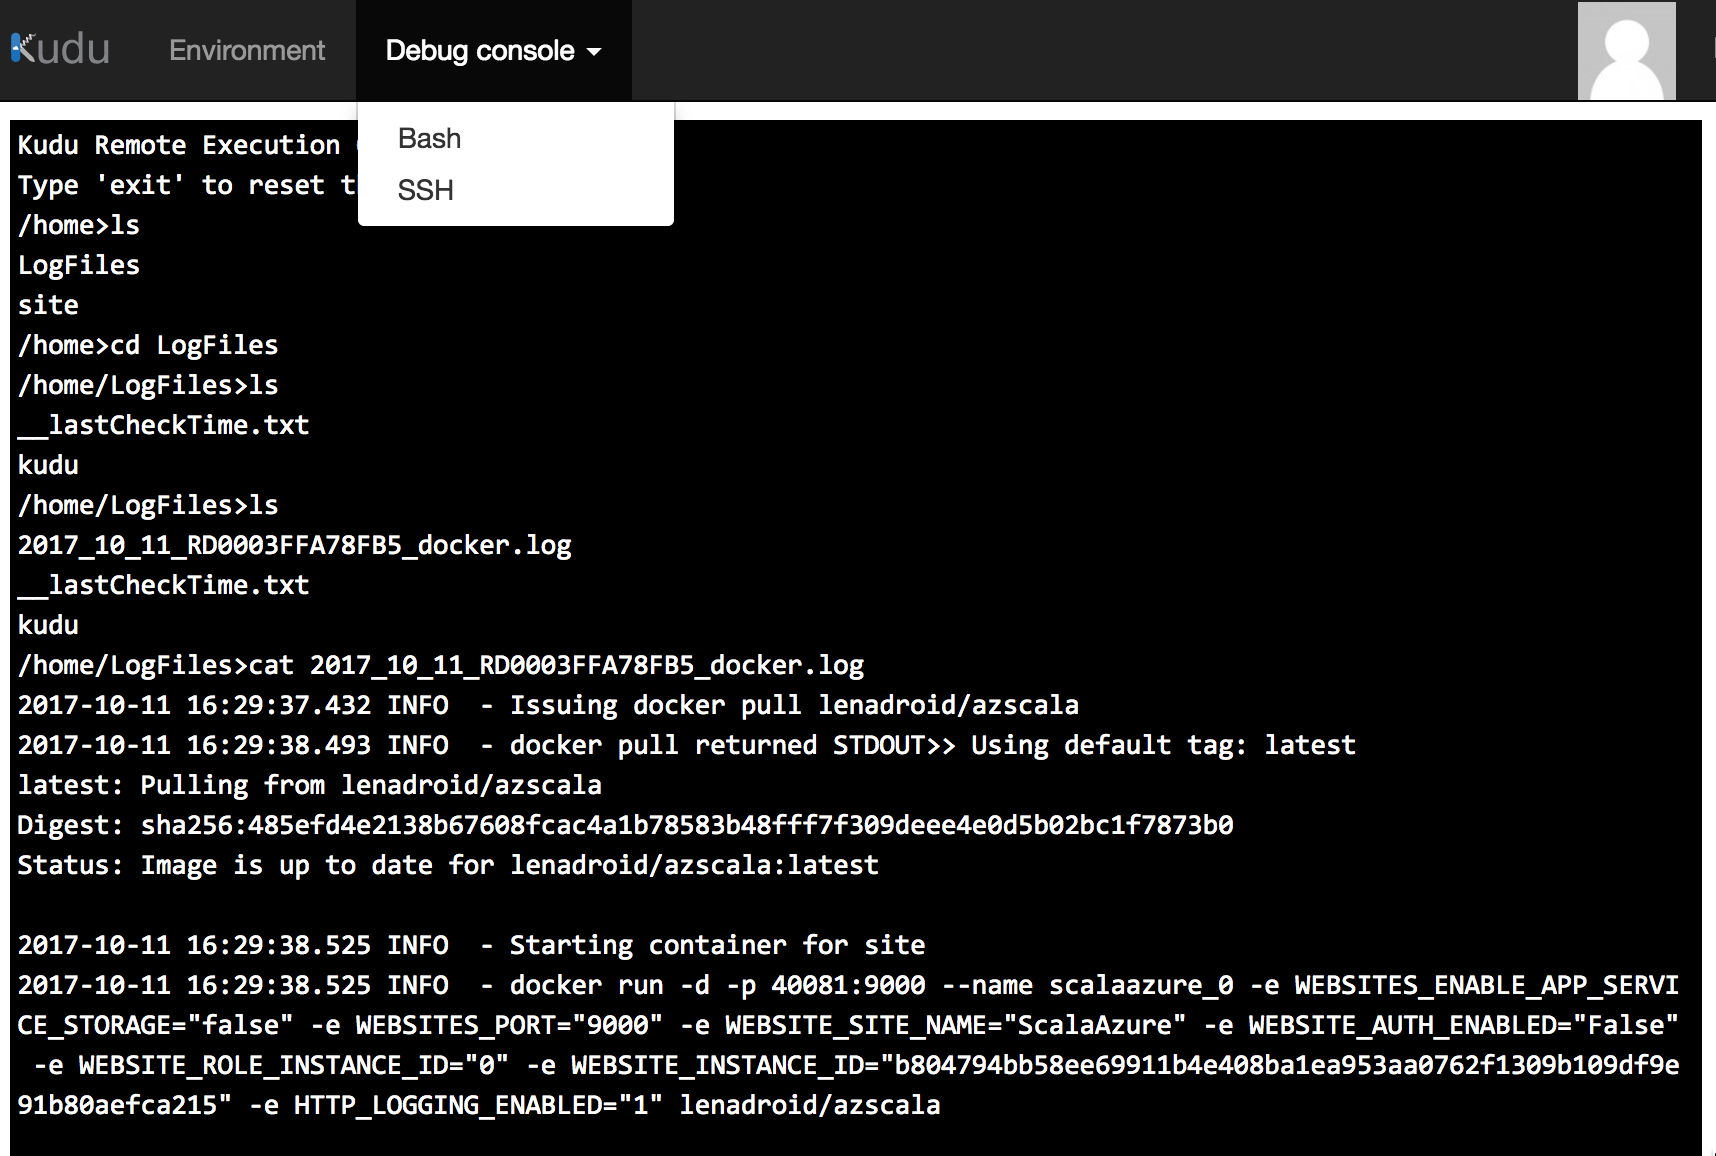 Kudu Environment Debug console
Bash
SSH
Kudu Remote Execution
Type 'exit' to reset
/home>ls
LogFiles
site
/home>cd LogFiles
/home/LogFiles>ls
__lastCheckTime.txt
kudu
/home/LogFiles>ls
2017_10_11_RD0003FFA78FB5_docker.log
__lastCheckTime.txt
kudu
/home/LogFiles>cat 2017_10_11_RD0003FFA78FB5_docker.log
2017-10-11 16:29:37.432 INFO  - Issuing docker pull lenadroid/azscala
2017-10-11 16:29:38.493 INFO  - docker pull returned STDOUT>> Using default tag: latest
latest: Pulling from lenadroid/azscala
Digest: sha256:485efd4e2138b67608fcac4a1b78583b48fff7f309deee4e0d5b02bc1f7873b0
Status: Image is up to date for lenadroid/azscala:latest
2017-10-11 16:29:38.525 INFO  - Starting container for site
2017-10-11 16:29:38.525 INFO  - docker run -d -p 40081:9000 --name scalaazure_0 -e WEBSITES_ENABLE_APP_SERVI
CE_STORAGE="false" -e WEBSITES_PORT="9000" -e WEBSITE_SITE_NAME="ScalaAzure" -e WEBSITE_AUTH_ENABLED="False"
-e WEBSITE_ROLE_INSTANCE_ID="0" -e WEBSITE_INSTANCE_ID="b804794bb58ee69911b4e408ba1ea953aa0762f1309b109df9e
91b80aefca215" -e HTTP_LOGGING_ENABLED="1" lenadroid/azscala